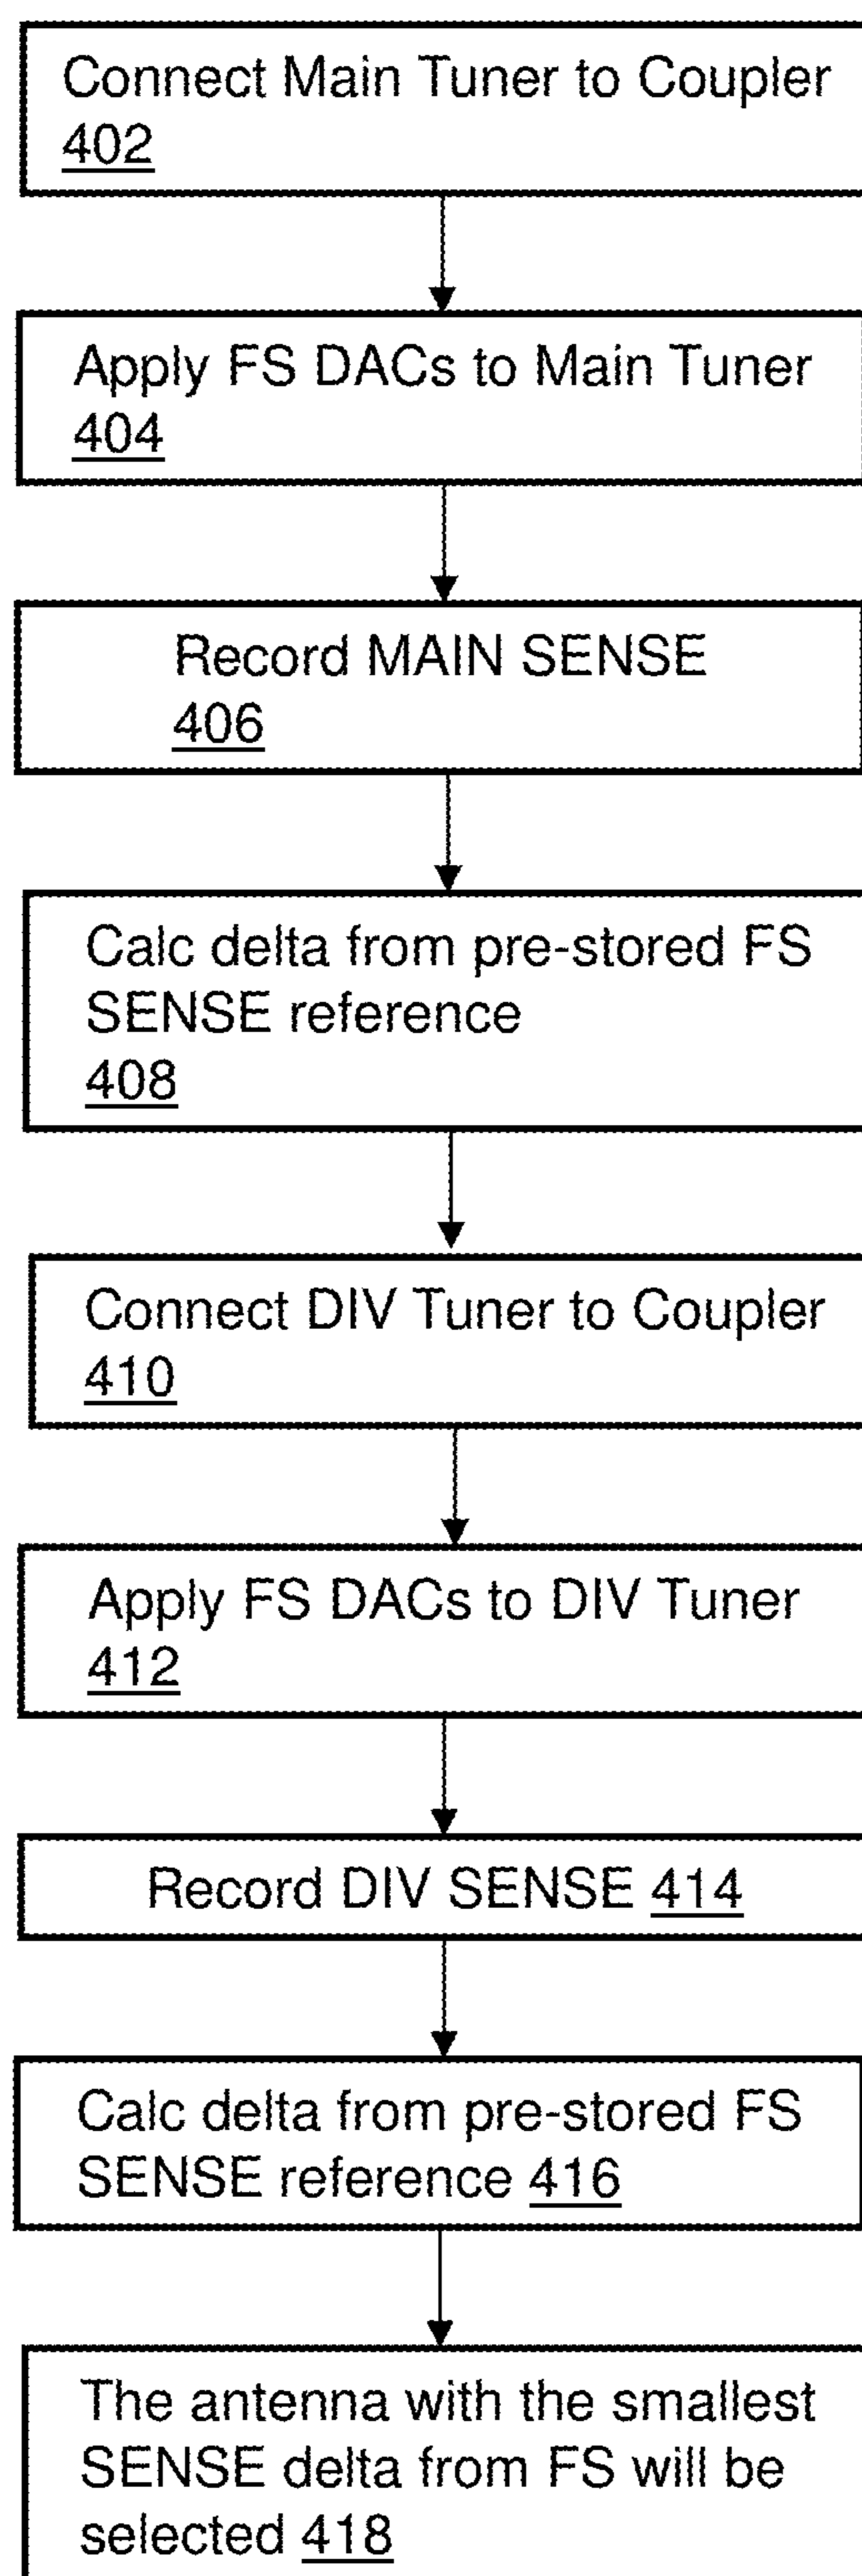 Connect Main Tuner to Coupler
402
Apply FS DACs to Main Tuner
404
Record MAIN SENSE
406
Calc delta from pre-stored FS
SENSE reference
408
Connect DIV Tuner to Coupler
410
Apply FS DACs to DIV Tuner
412
Record DIV SENSE 414
Calc delta from pre-stored FS
SENSE reference 416
The antenna with the smallest
SENSE delta from FS will be
selected 418